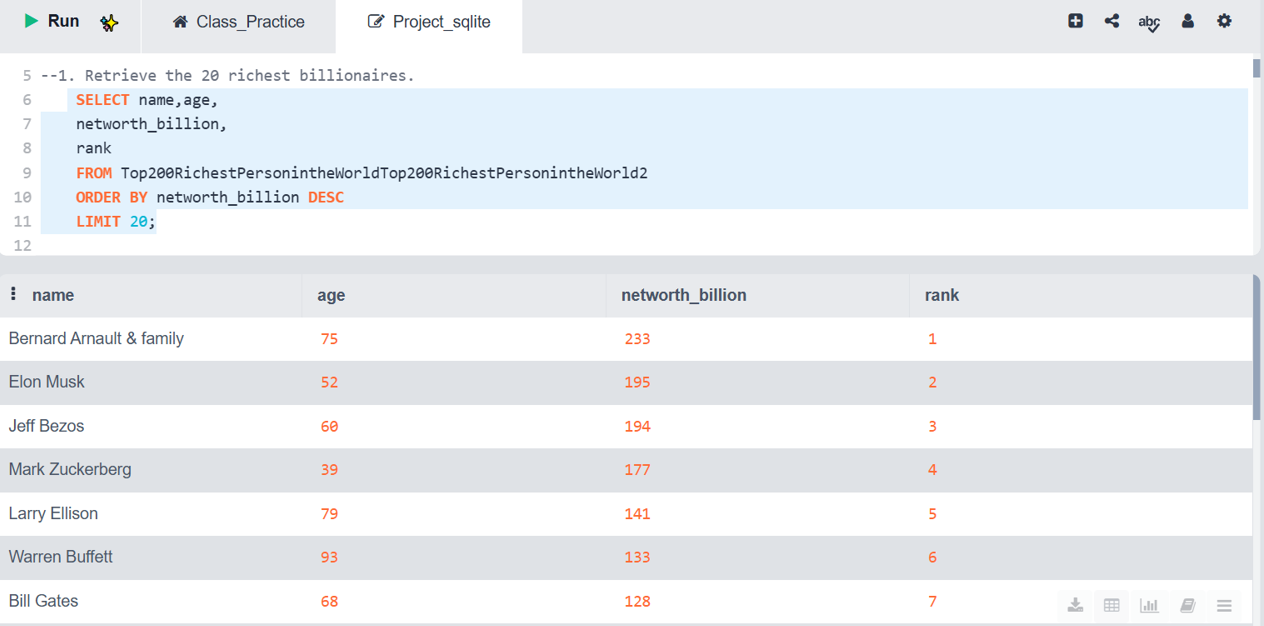 Run Class_Practice Project_sqlite abc
5 --1. Retrieve the 20 richest billionaires.
6 SELECT name,age,
7 networth_billion,
8 rank
9 FROM Top200RichestPersonintheWorldTop200RichestPersonintheWorld2
10 ORDER BY networth_billion DESC
11 LIMIT 20;
12
name age networth_billion rank
Bernard Arnault & family 75 233 1
Elon Musk 52 195 2
Jeff Bezos 60 194 3
Mark Zuckerberg 39 177 4
Larry Ellison 79 141 5
Warren Buffett 93 133 6
Bill Gates 68 128 7